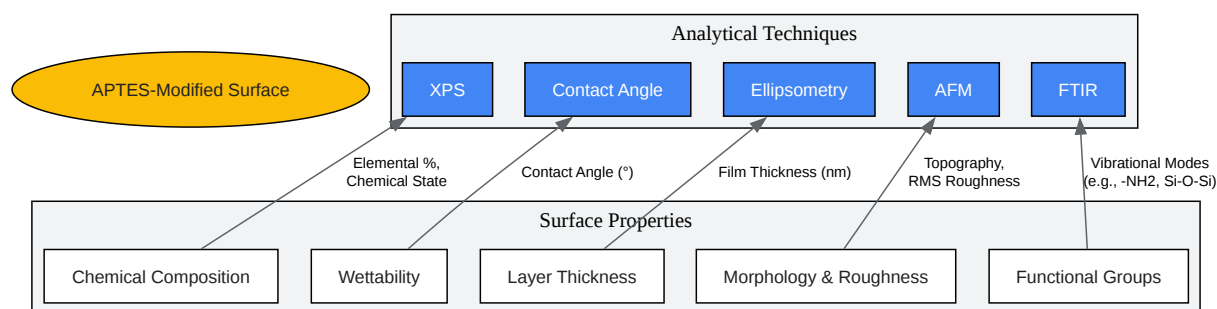 Analytical Techniques
APTES-Modified Surface
XPS
Contact Angle
Ellipsometry
AFM
FTIR
Elemental %,
Chemical State
Contact Angle (°)
Film Thickness (nm)
Topography,
RMS Roughness
Vibrational Modes
(e.g., -NH2, Si-O-Si)
Surface Properties
Chemical Composition
Wettability
Layer Thickness
Morphology & Roughness
Functional Groups